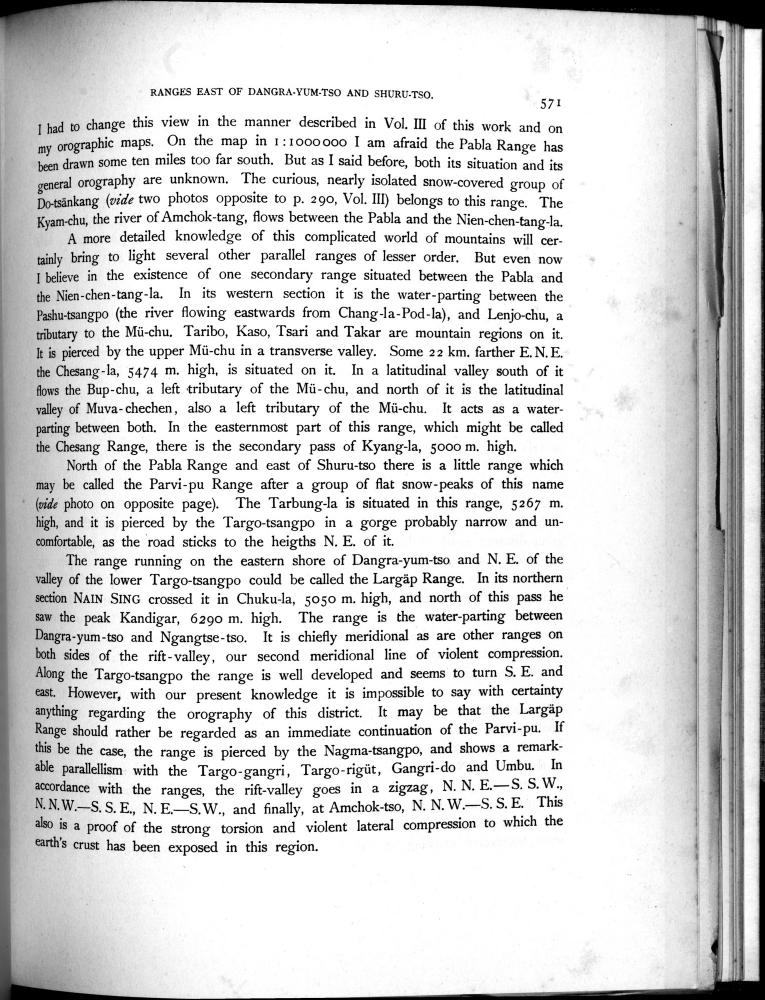 RANGES EAST OF DANGRA-YUM-TSO AND SHURU-TSO.
571
I had to change this view in the manner described in Vol. III of this work and on
my orographic maps. On the map in 1:1000000 I am afraid the Pabla Range has
been drawn some ten miles too far south. But as I said before, both its situation and its
general orography are unknown. The curious, nearly isolated snow-covered group of
Do-tsänkang (vide two photos opposite to p. 290, Vol. III) belongs to this range. The
Kyam-chu, the river of Amchok-tang, flows between the Pabla and the Nien-chen-tang-la.
A more detailed knowledge of this complicated world of mountains will cer-
tainly bring to light several other parallel ranges of lesser order. But even now
I believe in the existence of one secondary range situated between the Pabla and
the Nien-chen-tang-la. In its western section it is the water-parting between the
Pashu-tsangpo (the river flowing eastwards from Chang-la-Pod-la), and Lenjo-chu, a
tributary to the Mü-chu. Taribo, Kaso, Tsari and Takar are mountain regions on it.
It is pierced by the upper Mü-chu in a transverse valley. Some 22 km. farther E. N. E.
the Chesang-la, 5474 m. high, is situated on it. In a latitudinal valley south of it
flows the Bup-chu, a left tributary of the Mü-chu, and north of it is the latitudinal
valley of Muva-chechen, also a left tributary of the Mü-chu. It acts as a water-
parting between both. In the easternmost part of this range, which might be called
the Chesang Range, there is the secondary pass of Kyang-la, 5000 m. high.
North of the Pabla Range and east of Shuru-tso there is a little range which
may be called the Parvi-pu Range after a group of flat snow-peaks of this name
(vide photo on opposite page). The Tarbung-la is situated in this range, 5267 m.
high, and it is pierced by the Targo-tsangpo in a gorge probably narrow and un-
comfortable, as the road sticks to the heigths N. E. of it.
The range running on the eastern shore of Dangra-yum-tso and N. E. of the
valley of the lower Targo-tsangpo could be called the Largäp Range. In its northern
section NAIN SING crossed it in Chuku-la, 5050 m. high, and north of this pass he
saw the peak Kandigar, 6290 m. high. The range is the water-parting between
Dangra-yum-tso and Ngangtse-tso. It is chiefly meridional as are other ranges on
both sides of the rift-valley, our second meridional line of violent compression.
Along the Targo-tsangpo the range is well developed and seems to turn S. E. and
east. However, with our present knowledge it is impossible to say with certainty
anything regarding the orography of this district. It may be that the Largäp
Range should rather be regarded as an immediate continuation of the Parvi-pu. If
this be the case, the range is pierced by the Nagma-tsangpo, and shows a remark-
able parallellism with the Targo-gangri, Targo-rigüt, Gangri-do and Umbu. In
accordance with the ranges, the rift-valley goes in a zigzag, N. N. E.—S. S. W.,
N. N. W.—S. S. E., N. E.—S. W., and finally, at Amchok-tso, N. N. W.—S. S. E. This
also is a proof of the strong torsion and violent lateral compression to which the
earth's crust has been exposed in this region.